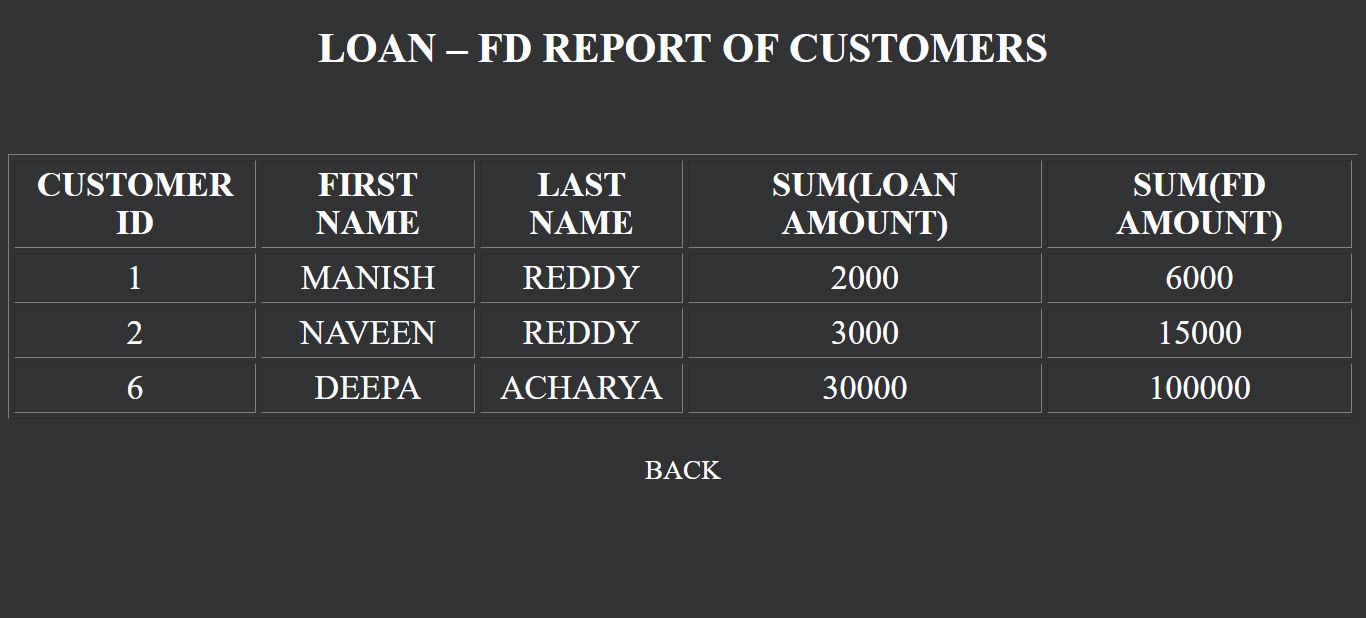 LOAN – FD REPORT OF CUSTOMERS
CUSTOMER ID FIRST NAME LAST NAME SUM(LOAN AMOUNT) SUM(FD AMOUNT)
1 MANISH REDDY 2000 6000
2 NAVEEN REDDY 3000 15000
6 DEEPA ACHARYA 30000 100000
BACK